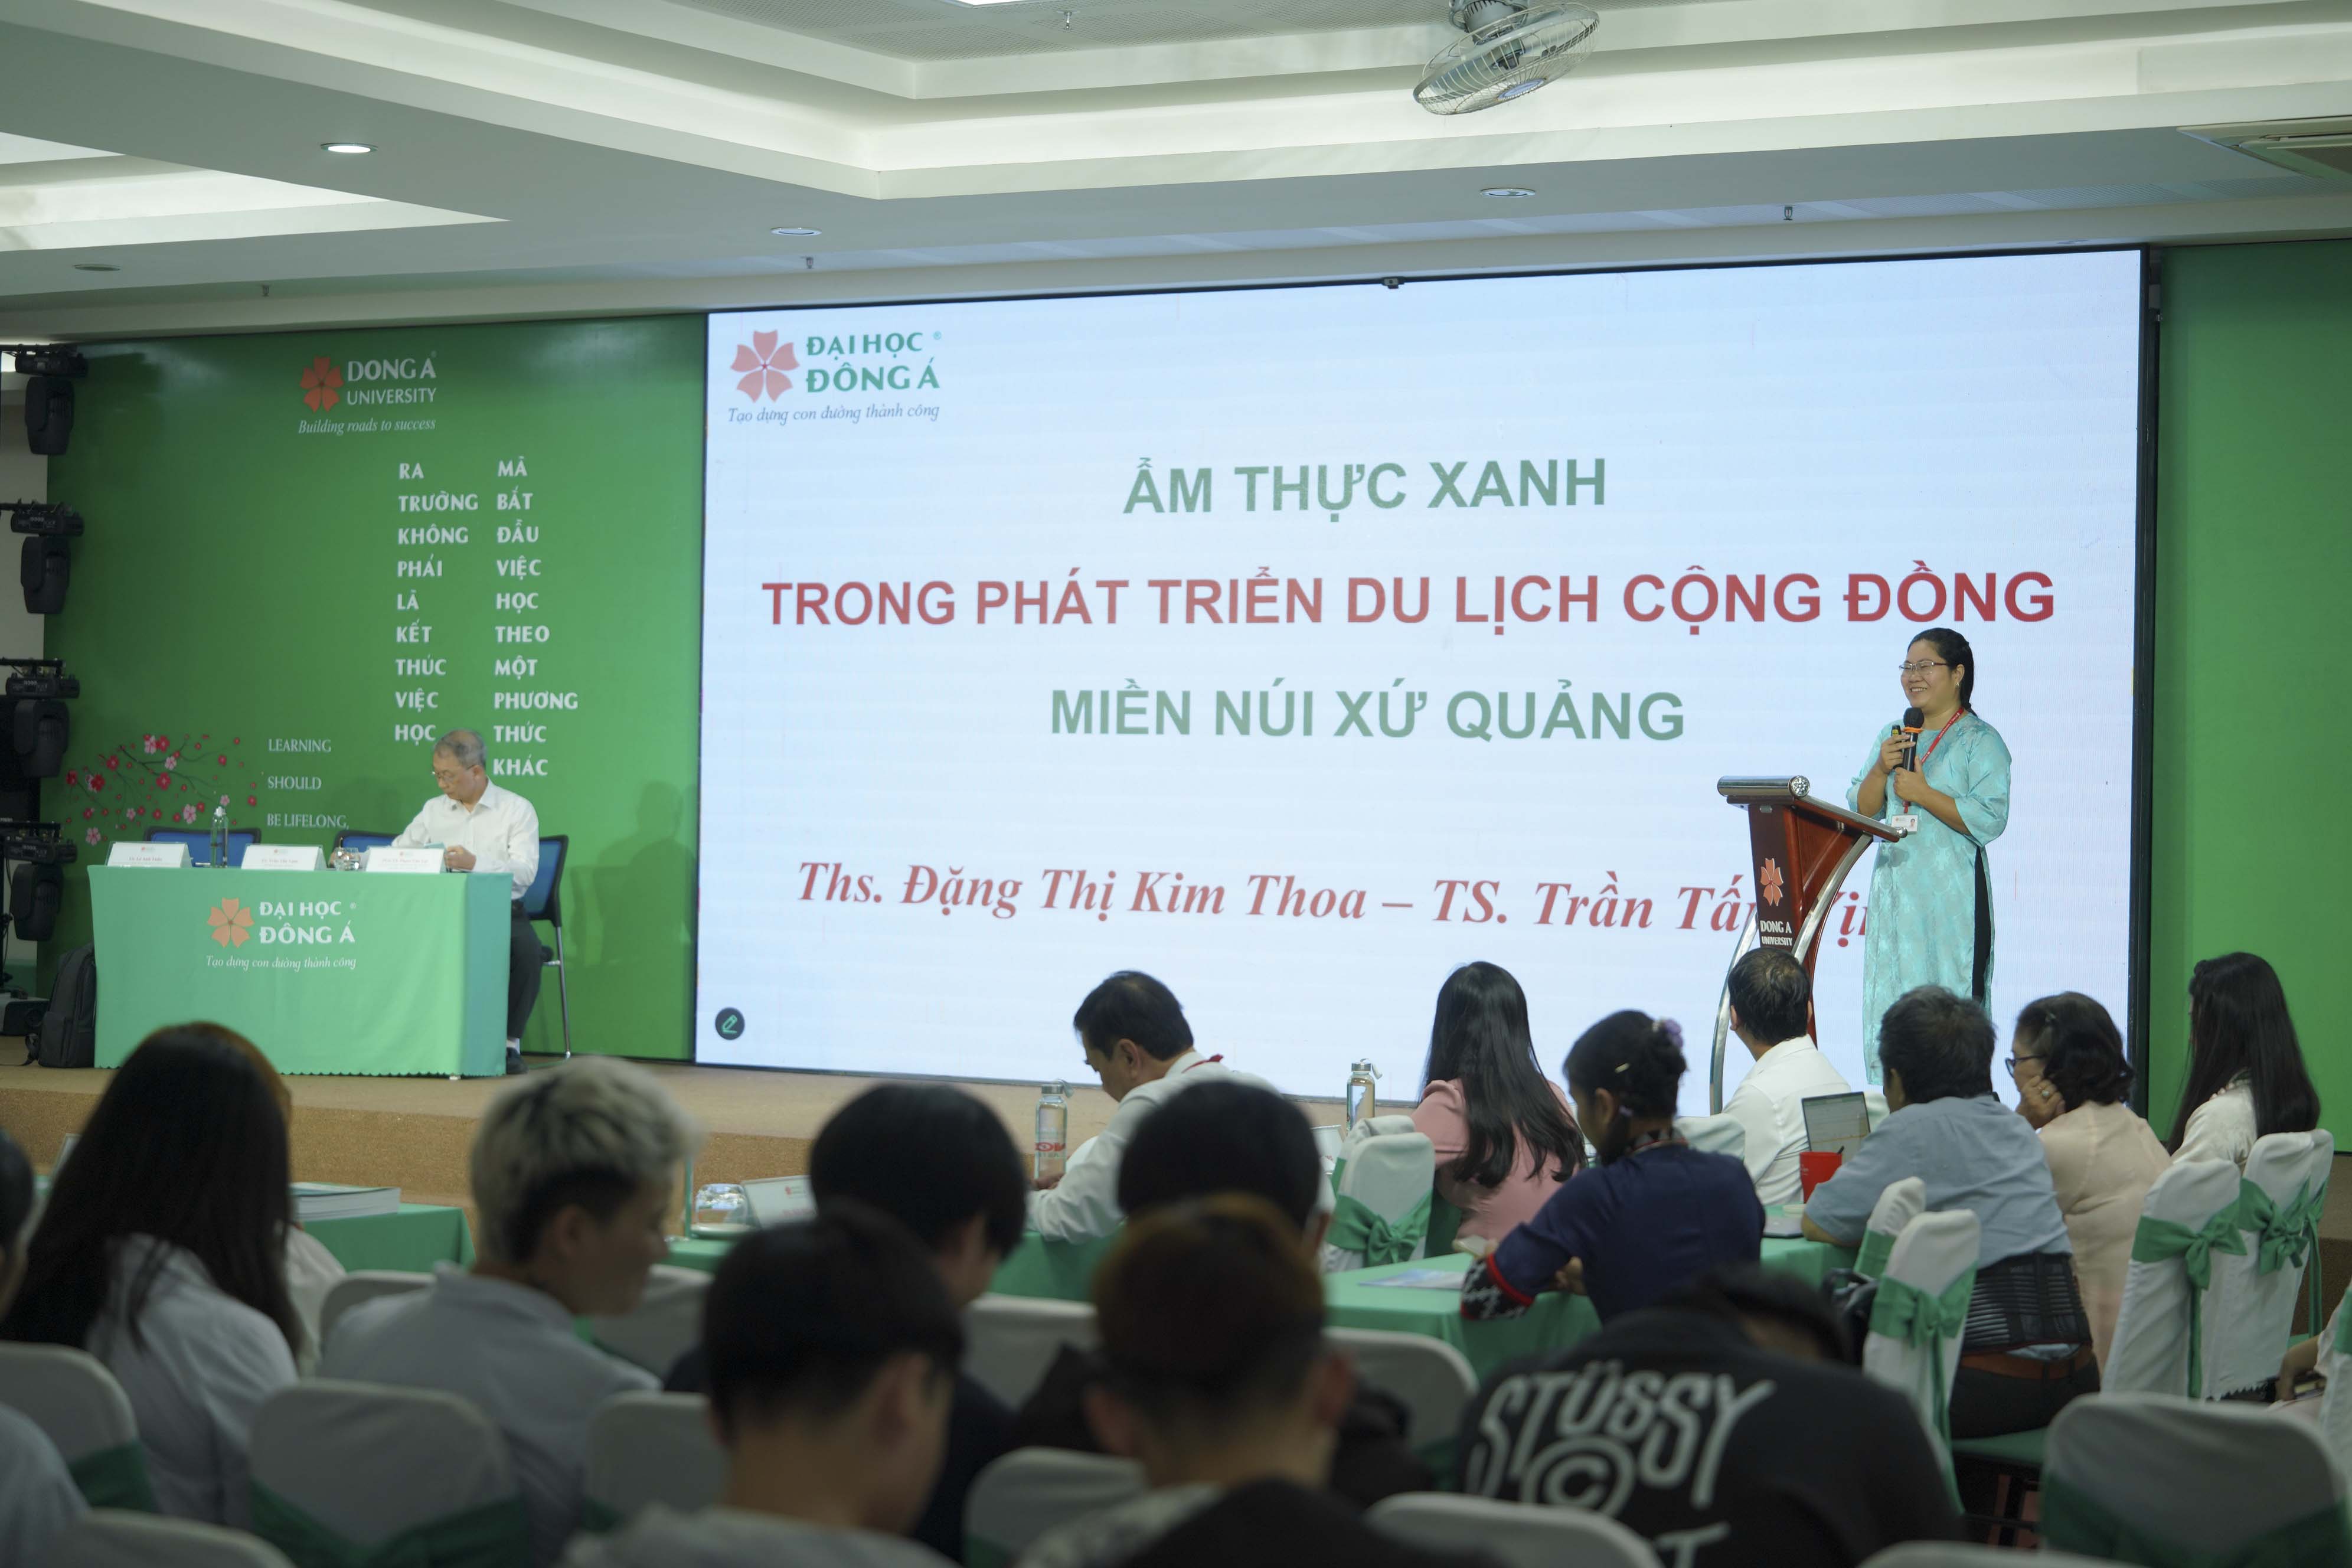 DONG A
UNIVERSITY
Building roads to success
RA
TRƯỜNG
KHÔNG
PHẢI
LÀ
KẾT
THÚC
VIỆC
HỌC
MÀ
BẮT
ĐẦU
VIỆC
HỌC
THEO
MỘT
PHƯƠNG
THỨC
KHÁC
LEARNING
SHOULD
BE LIFELONG,
ĐẠI HỌC
ĐÔNG Á
Tạo dựng con đường thành công
ĐẠI HỌC ®
ĐÔNG Á
Tạo dựng con đường thành công
ẨM THỰC XANH
TRONG PHÁT TRIỂN DU LỊCH CỘNG ĐỒNG
MIỀN NÚI XỨ QUẢNG
Ths. Đặng Thị Kim Thoa – TS. Trần
DONG A
UNIVERSITY
STÜSSY
©